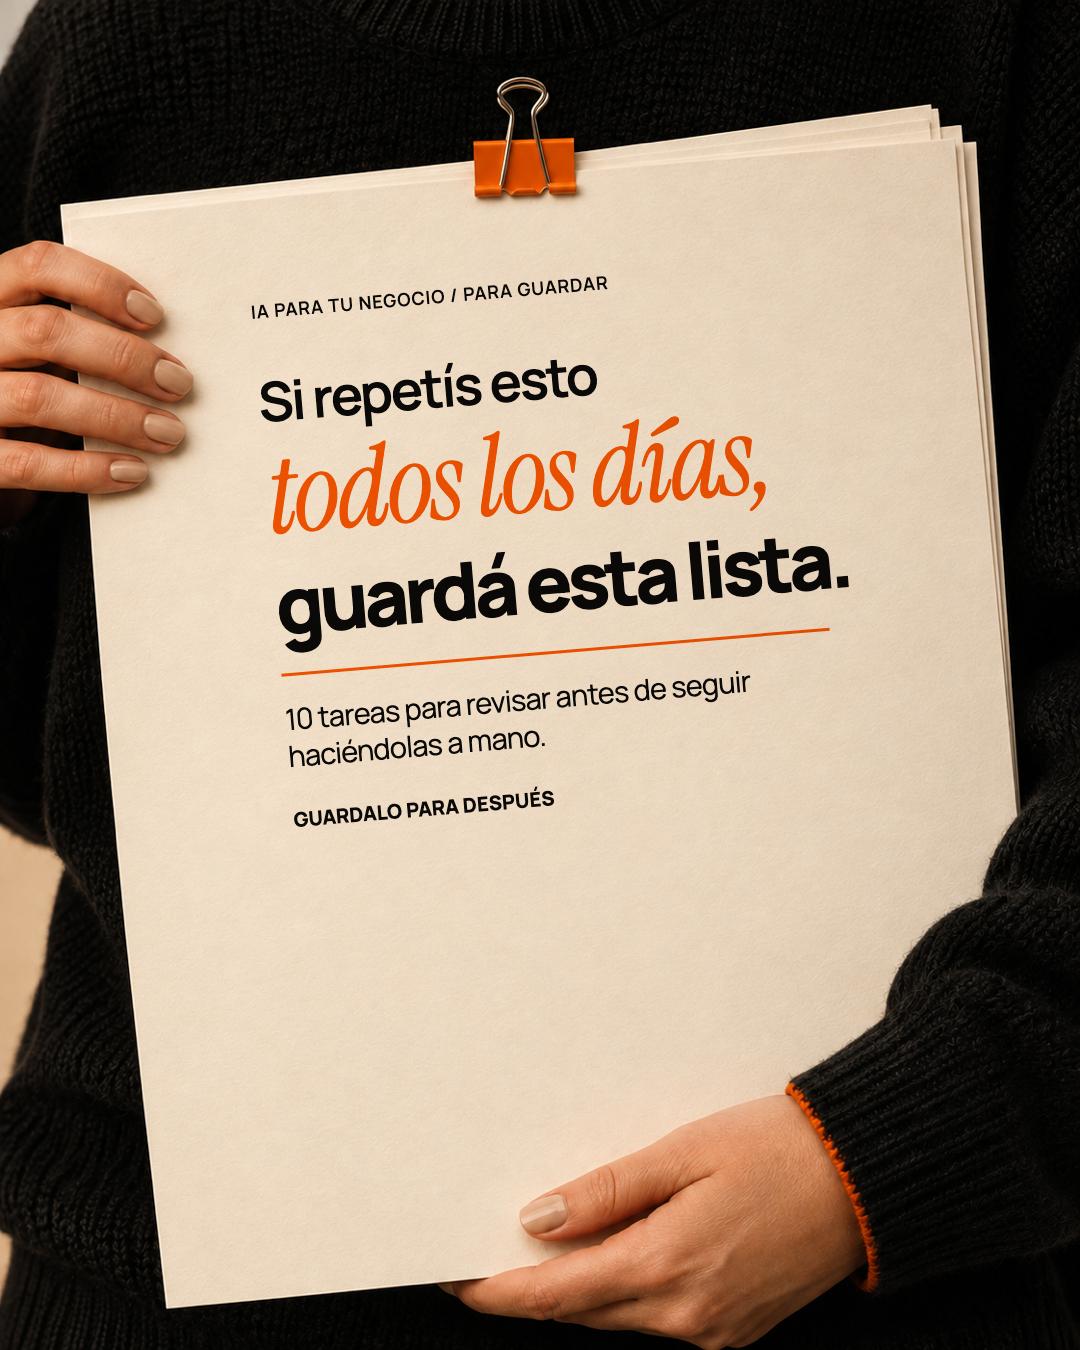 IA PARA TU NEGOCIO / PARA GUARDAR
Si repetís esto
todos los días,
guardá esta lista.
10 tareas para revisar antes de seguir
haciéndolas a mano.
GUARDALO PARA DESPUÉS